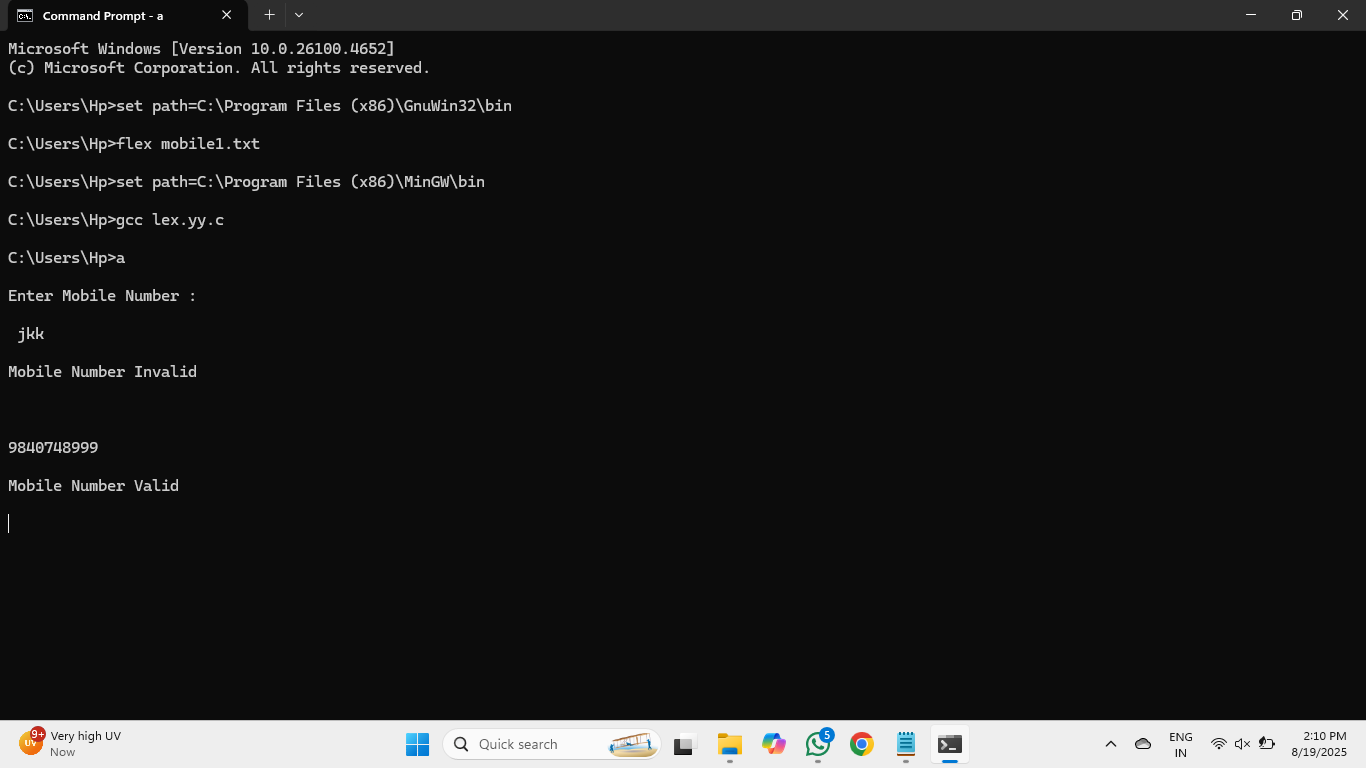 Command Prompt - a
Microsoft Windows [Version 10.0.26100.4652]
(c) Microsoft Corporation. All rights reserved.
C:\Users\Hp>set path=C:\Program Files (x86)\GnuWin32\bin
C:\Users\Hp>flex mobile1.txt
C:\Users\Hp>set path=C:\Program Files (x86)\MinGW\bin
C:\Users\Hp>gcc lex.yy.c
C:\Users\Hp>a
Enter Mobile Number :
jkk
Mobile Number Invalid
9840748999
Mobile Number Valid
9+
UV
Very high UV
Now
Quick search
5
ENG
IN
2:10 PM
8/19/2025